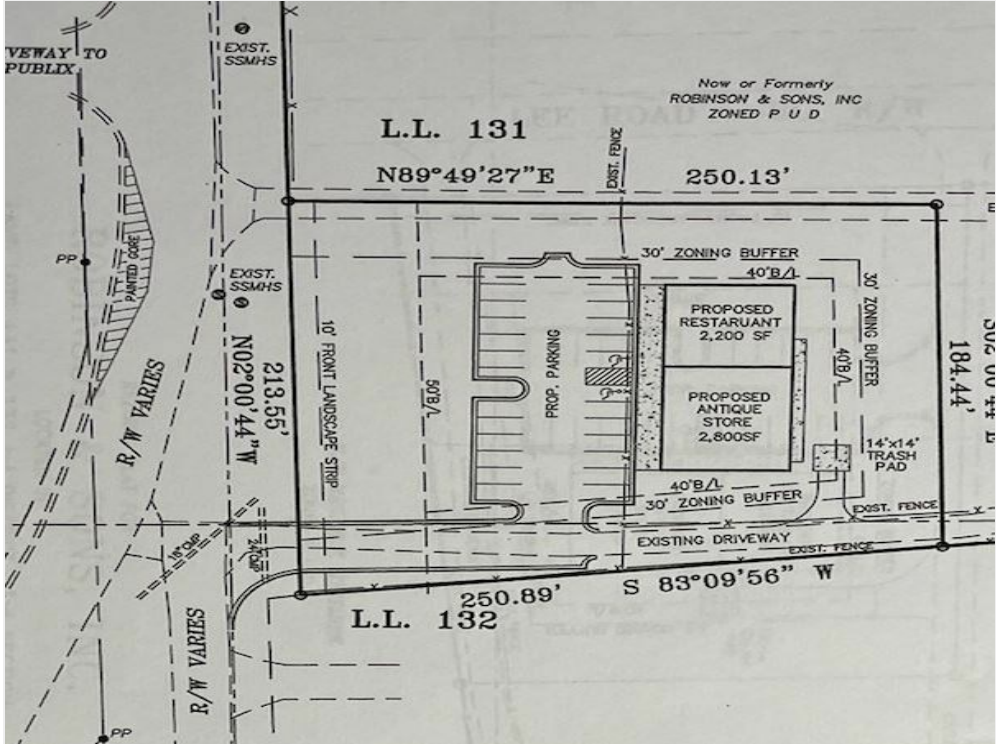 VEWAY TO
PUBLIX
EXIST.
SSMHS
Now or Formerly
ROBINSON & SONS, INC
ZONED P U D
L.L. 131
EXIST. FENCE
N89°49'27"E
250.13'
PP
PAINTED GORE
EXIST.
SSMHS
30' ZONING BUFFER
40'B/L
30' ZONING BUFFER
PROPOSED
RESTARUANT
2,200 SF
10' FRONT LANDSCAPE STRIP
50'B/L
PROP. PARKING
40'B/L
184.44'
213.55'
N02°00'44"W
R/W VARIES
PROPOSED
ANTIQUE
STORE
2,800SF
14'x14'
TRASH
PAD
40'B/L
30' ZONING BUFFER
EXIST. FENCE
EXISTING DRIVEWAY
EXIST. FENCE
18"CMP
S 83°09'56" W
250.89'
L.L. 132
R/W VARIES
PP